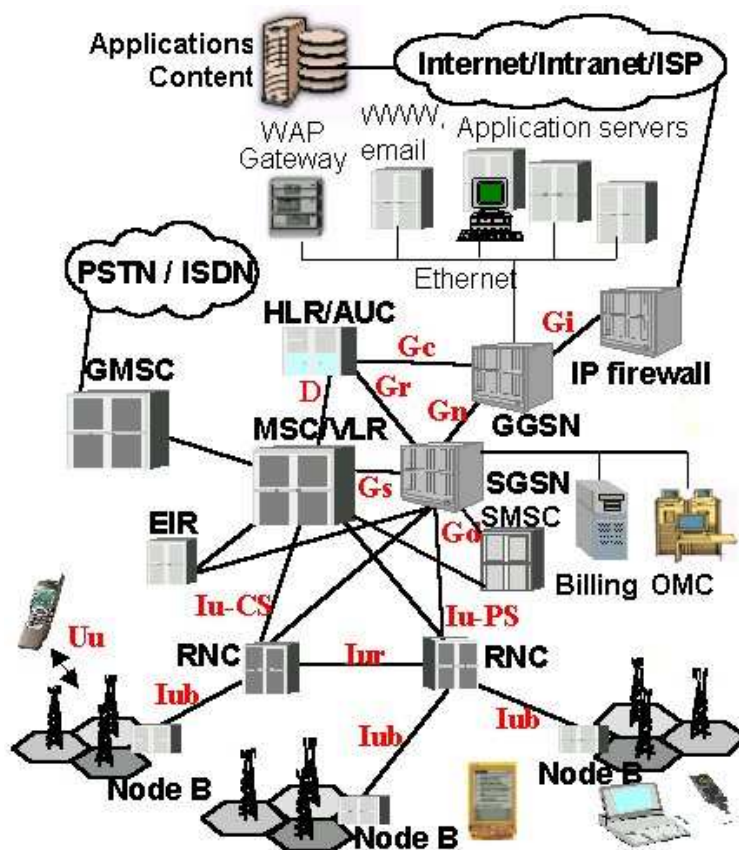 Applications
Content
Internet/Intranet/ISP
WAP
Gateway
WWW,
email
Application servers
Ethernet
PSTN / ISDN
HLR/AUC
Gc
Gi
IP firewall
GMSC
D
Gr
Gn
GGSN
MSC/VLR
Gs
SGSN
EIR
Gd
SMSC
Billing
OMC
Iu-CS
Iu-PS
Uu
RNC
Iur
RNC
Iub
Iub
Iub
Node B
Node B
Node B